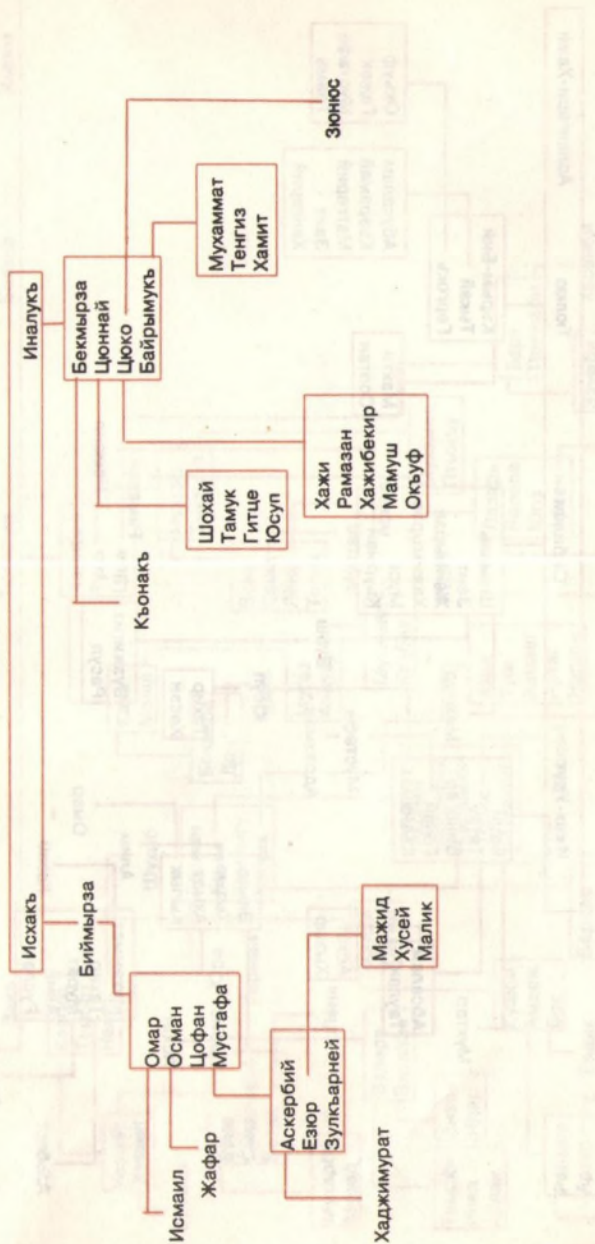 Исхакъ
Иналукъ
Биймырза
Бекмырза
Цюннай
Цюко
Байрымукъ
Омар
Осман
Цофан
Мустафа
Къонакъ
Шохай
Тамук
Гитце
Юсуп
Мухаммат
Тенгиз
Хамит
Зюнюс
Исмаил
Жафар
Аскербий
Езюр
Зулкъарней
Мажид
Хусей
Малик
Хажи
Рамазан
Хажибекир
Мамуш
Окъуф
Хаджимурат